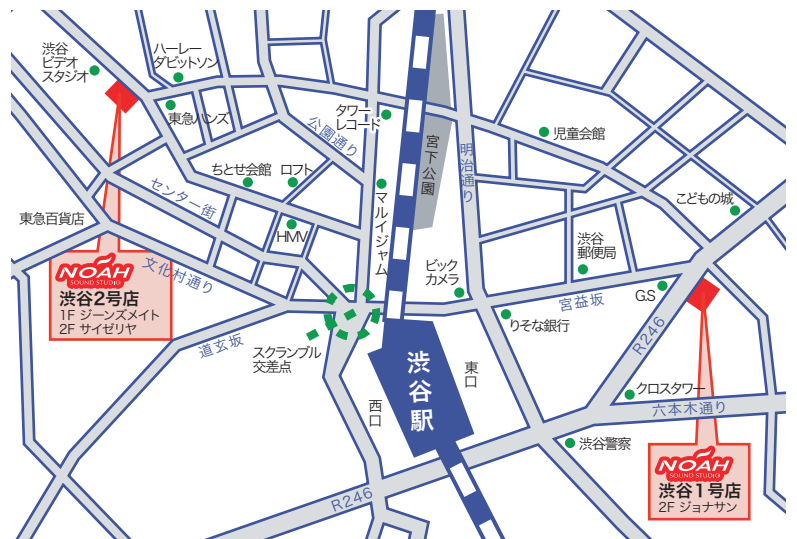 渋谷
ビデオ
スタジオ
ハーレー
ダビットソン
東急ハンズ
タワー
レコード
公園通り
宮下公園
明治通り
児童会館
ちとせ会館
ロフト
センター街
マルイジャム
こどもの城
東急百貨店
HMV
渋谷
郵便局
NOAH
SOUND STUDIO
渋谷2号店
1F ジーンズメイト
2F サイゼリヤ
文化村通り
ビック
カメラ
G.S
宮益坂
りそな銀行
道玄坂
スクランブル
交差点
渋谷駅
東口
西口
R246
クロスタワー
六本木通り
渋谷警察
R246
NOAH
SOUND STUDIO
渋谷1号店
2F ジョナサン